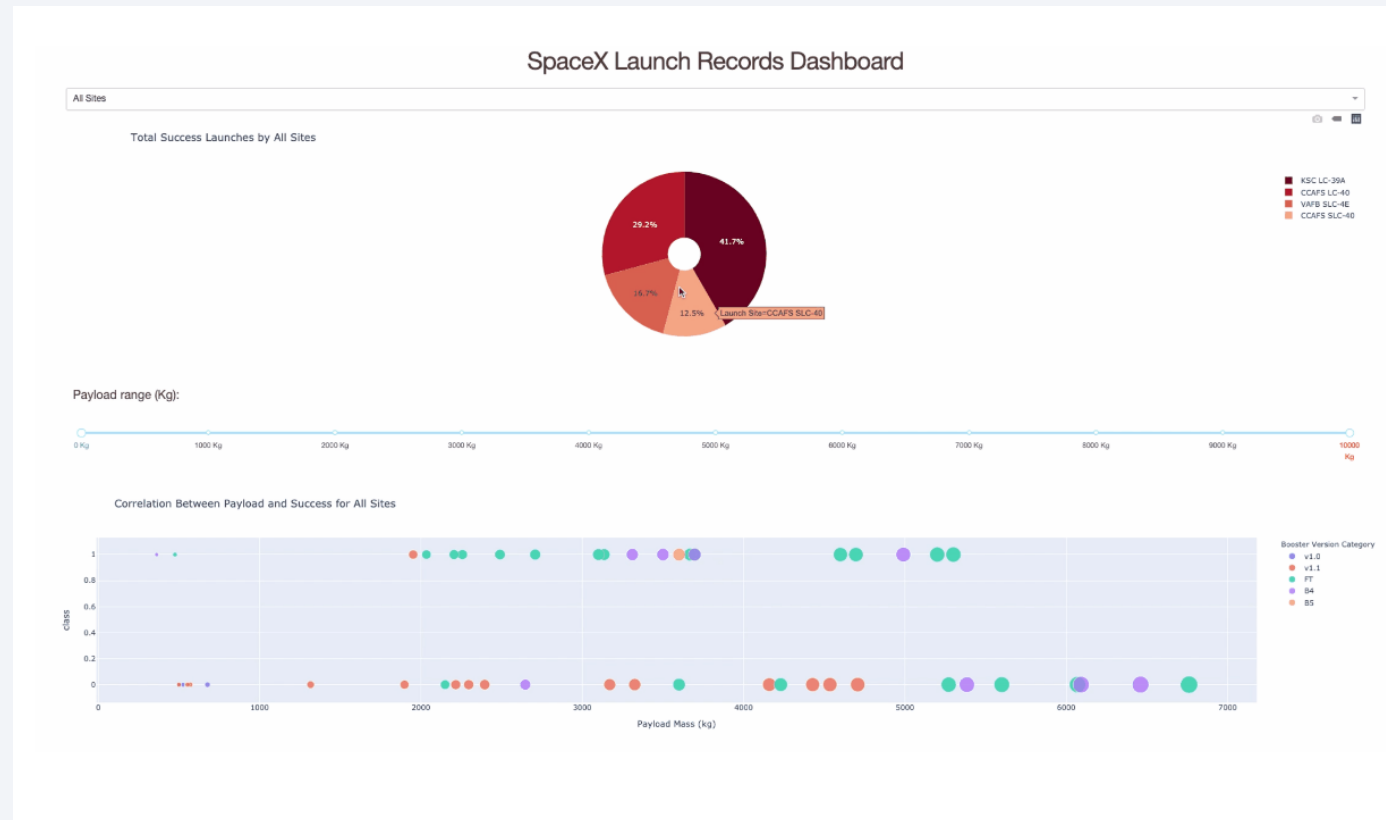 SpaceX Launch Records Dashboard
All Sites
Total Success Launches by All Sites
KSC LC-39A
CCAFS LC-40
VAFB SLC-4E
CCAFS SLC-40
29.2%
41.7%
16.7%
12.5%
Launch Site=CCAFS SLC-40
Payload range (Kg):
0 Kg 1000 Kg 2000 Kg 3000 Kg 4000 Kg 5000 Kg 6000 Kg 7000 Kg 8000 Kg 9000 Kg 10000
Kg
Correlation Between Payload and Success for All Sites
Booster Version Category
v1.0
v1.1
FT
B4
B5
class
1
0.8
0.6
0.4
0.2
0
0 1000 2000 3000 4000 5000 6000 7000
Payload Mass (kg)